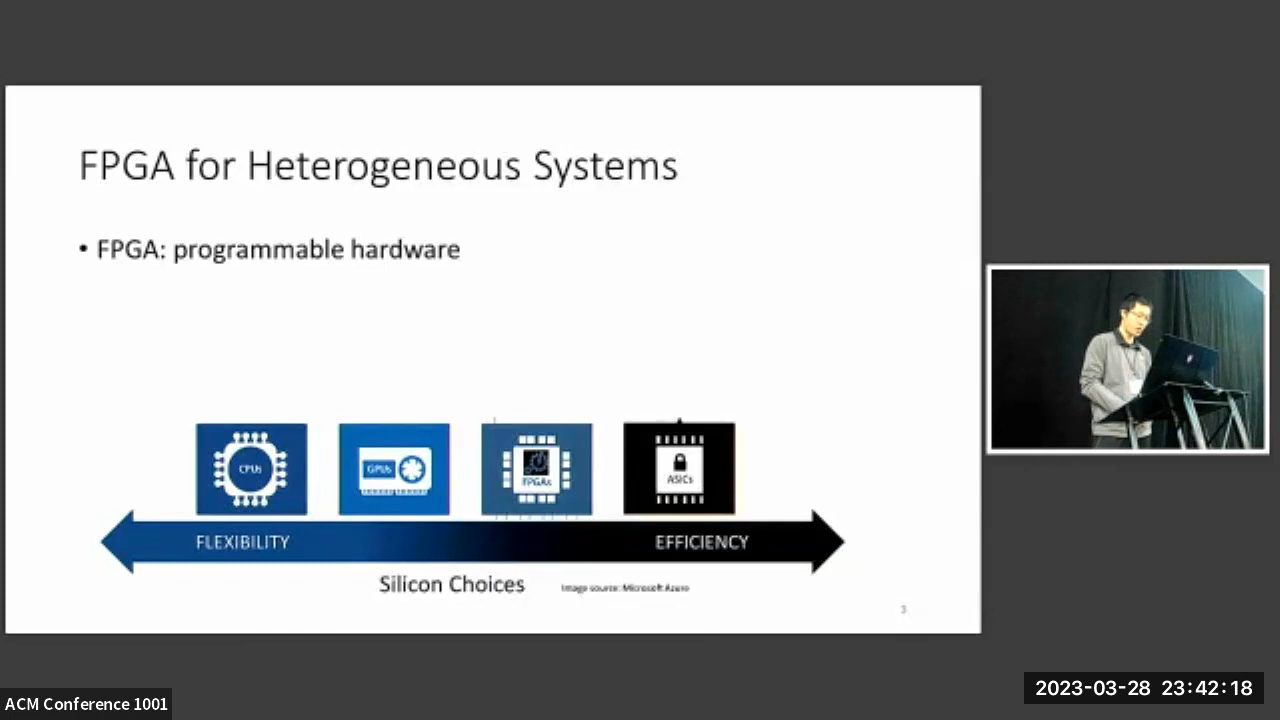 FPGA for Heterogeneous Systems
• FPGA: programmable hardware
CPUs
GPUs
FPGAs
ASICs
FLEXIBILITY
EFFICIENCY
Silicon Choices
Image source: Microsoft Azure
3
ACM Conference 1001
2023-03-28 23:42:18